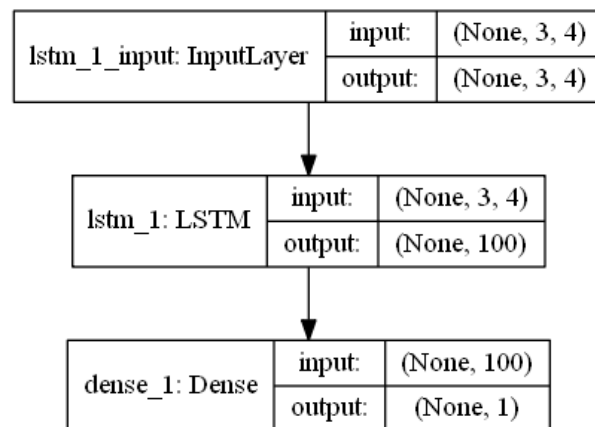 lstm_1_input: InputLayer
input: (None, 3, 4)
output: (None, 3, 4)
lstm_1: LSTM
input: (None, 3, 4)
output: (None, 100)
dense_1: Dense
input: (None, 100)
output: (None, 1)